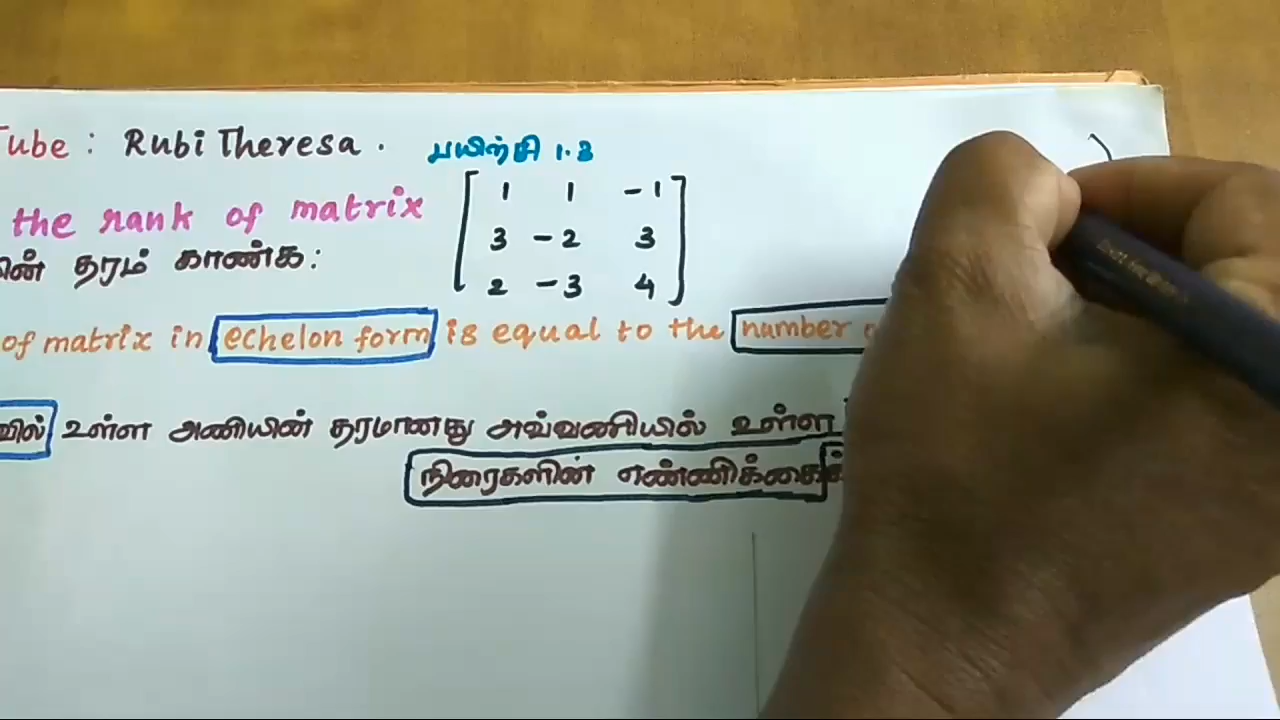 Tube : Rubi Theresa . பயிற்சி 1.3
the rank of matrix
1 1 -1
3 -2 3
2 -3 4
தரம் காண்க:
of matrix in echelon form is equal to the number
உள்ள அணியின் தரமானது அவ்வணியில் உள்ள
நிரைகளின் எண்ணிக்கை